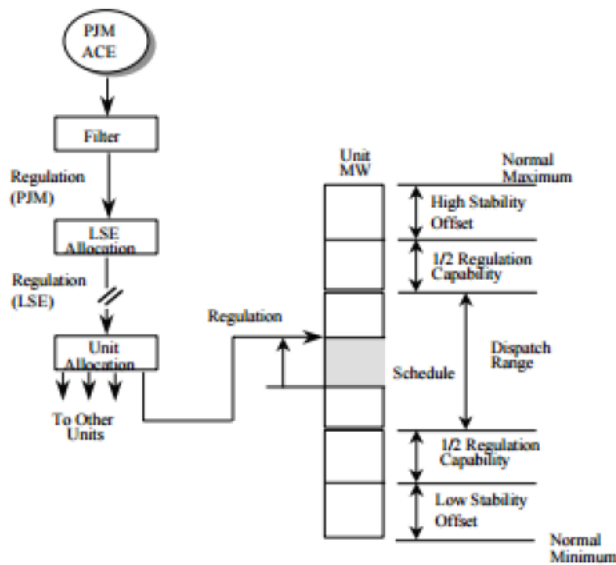 PJM
ACE
Filter
Regulation
(PJM)
LSE
Allocation
Regulation
(LSE)
Unit
Allocation
To Other
Units
Regulation
Unit
MW
Normal
Maximum
High Stability
Offset
1/2 Regulation
Capability
Dispatch
Range
Schedule
1/2 Regulation
Capability
Low Stability
Offset
Normal
Minimum